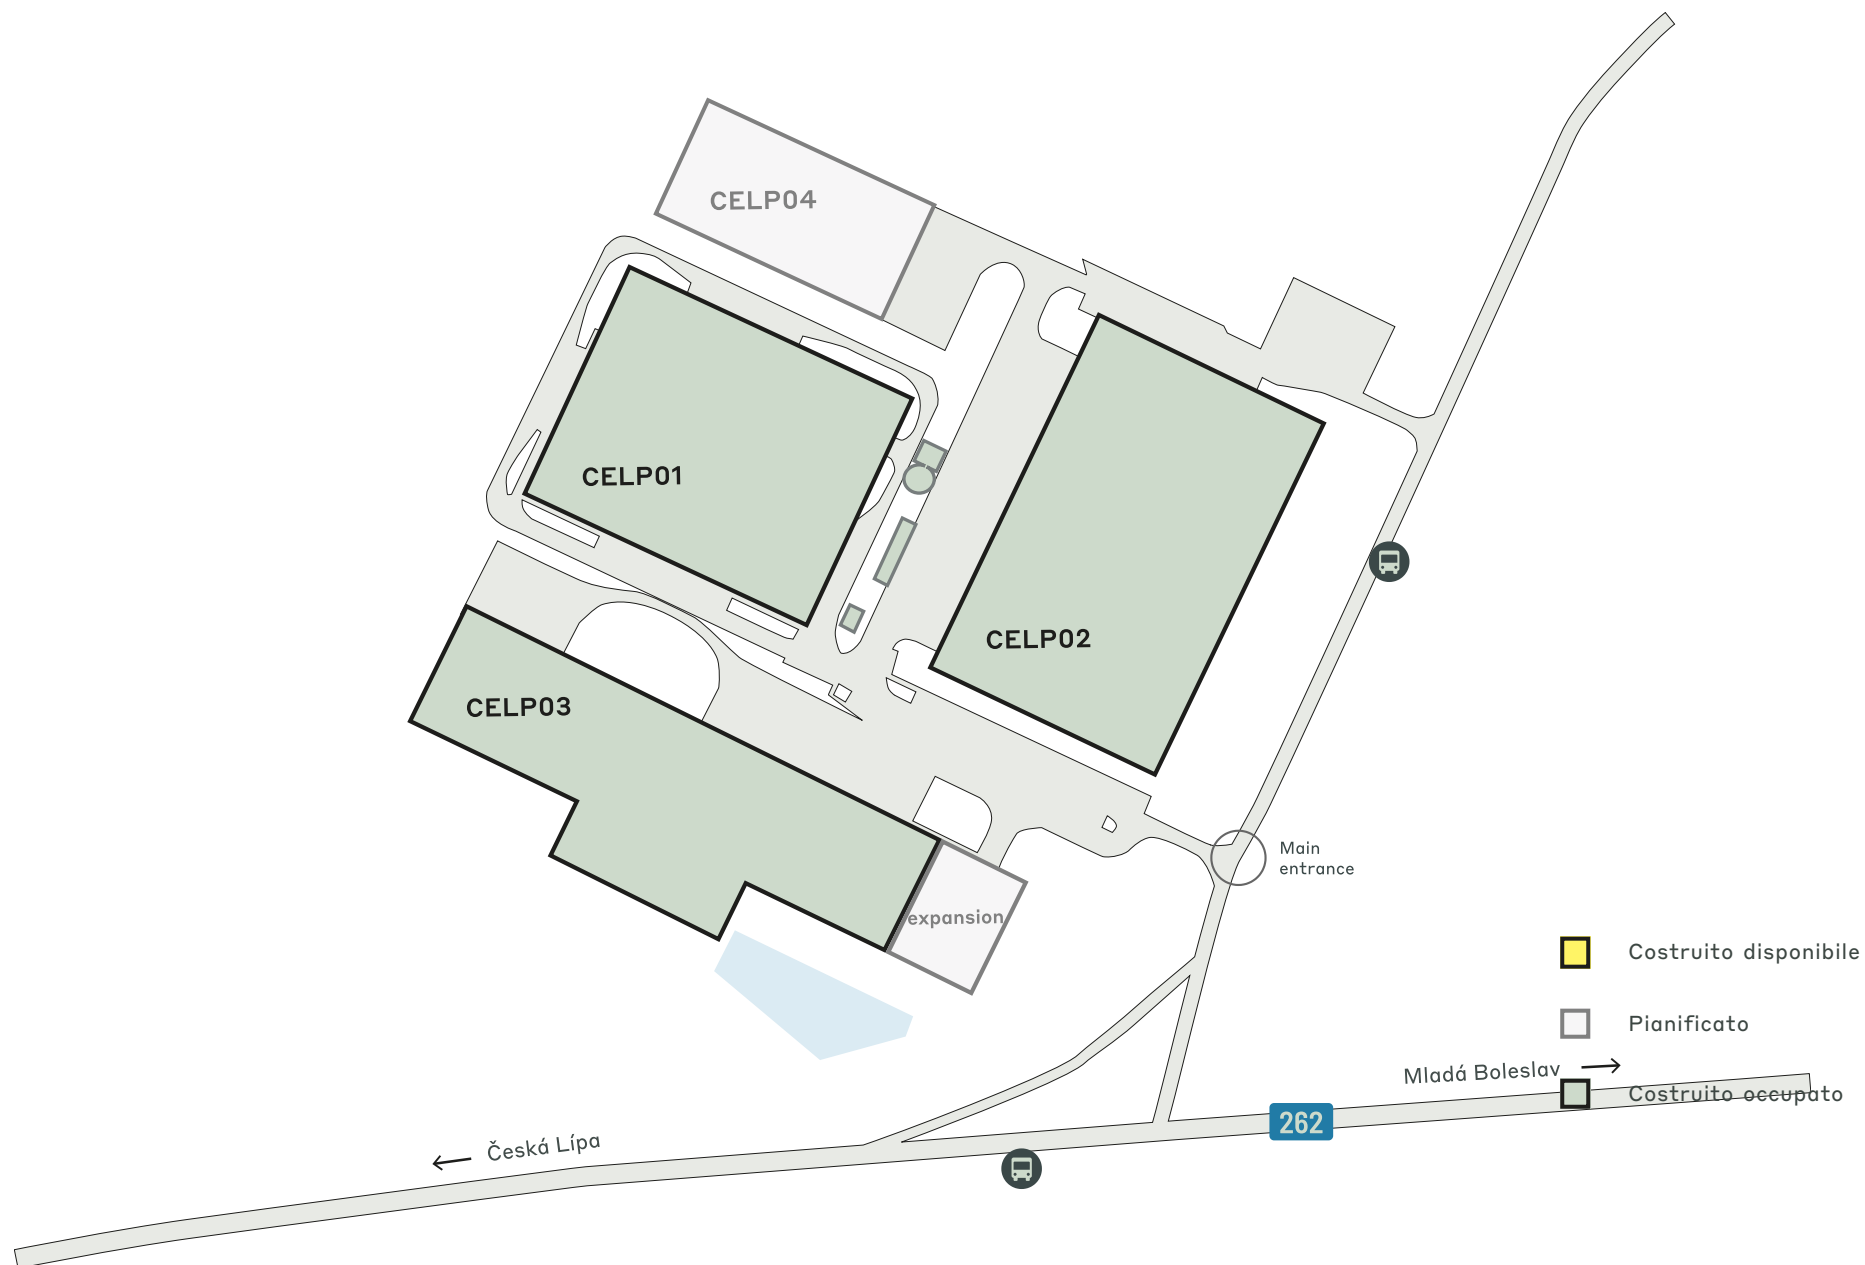 CELP04
CELP01
CELP02
CELP03
Main
entrance
expansion
Costruito disponibile
Pianificato
Mladá Boleslav
Costruito occupato
262
Česká Lípa